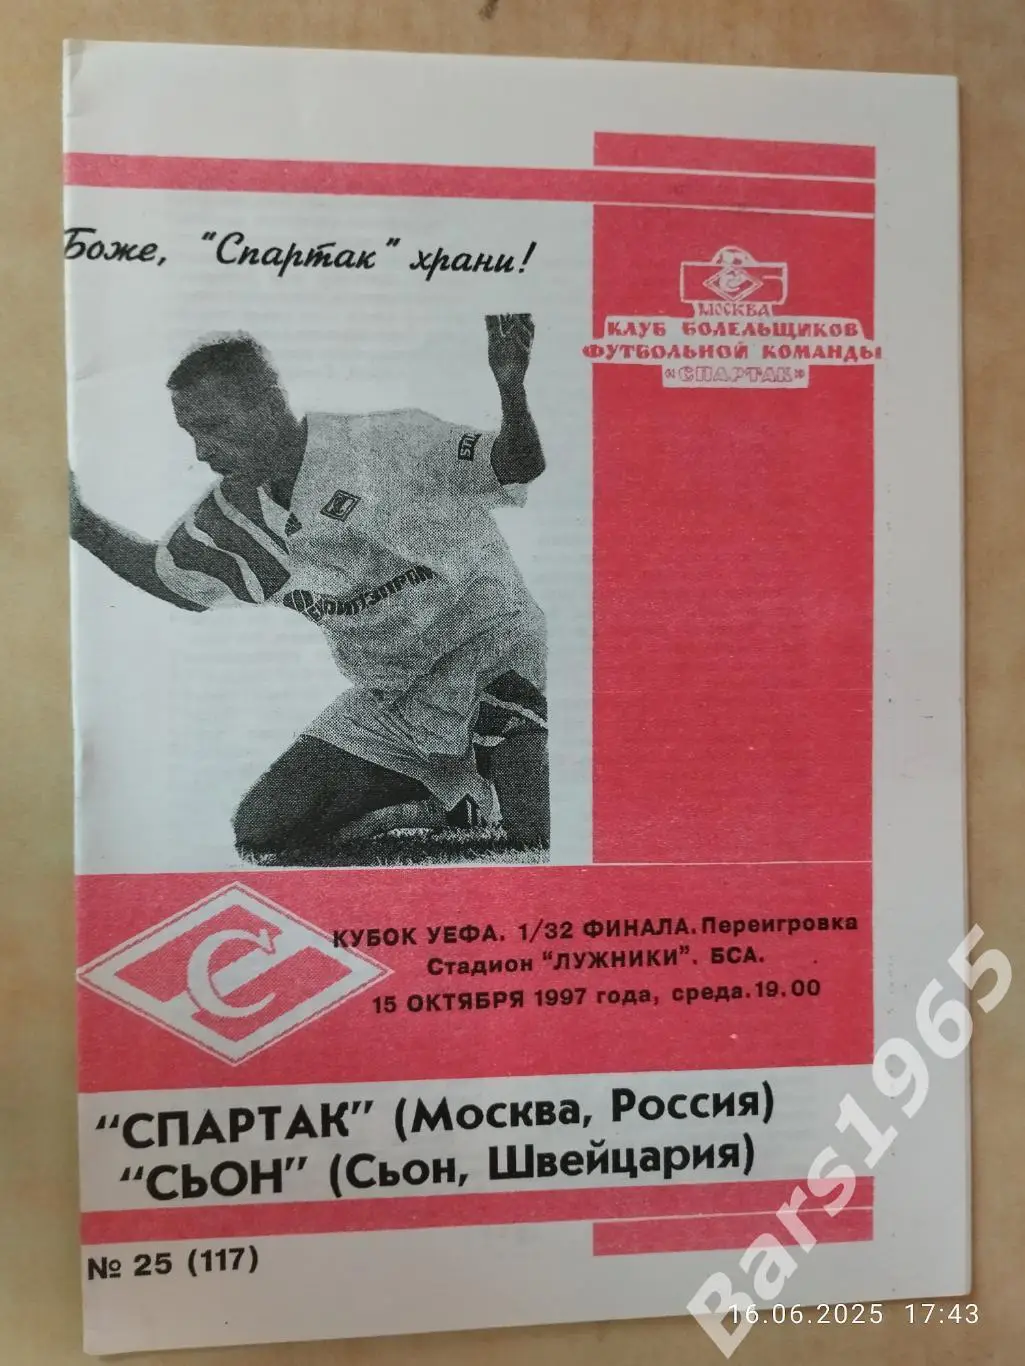 Боже, "Спартак" храни!
МОСКВА
КЛУБ БОЛЕЛЬЩИКОВ
ФУТБОЛЬНОЙ КОМАНДЫ
«СПАРТАК»
КУБОК УЕФА. 1/32 ФИНАЛА. Переигровка
Стадион "ЛУЖНИКИ". БСА.
15 ОКТЯБРЯ 1997 года, среда. 19.00
С
"СПАРТАК" (Москва, Россия)
"СЬОН" (Сьон, Швейцария)
№ 25 (117)
Bars1965
16.06.2025 17:43